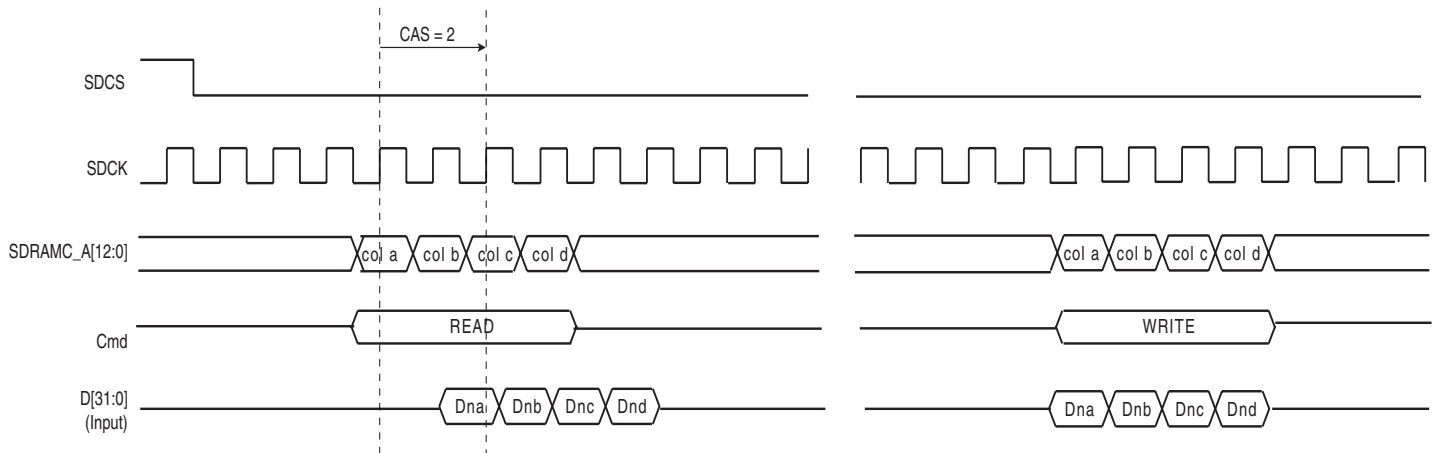 CAS = 2
SDCS
SDCK
SDRAMC_A[12:0]
col a col b col c col d
col a col b col c col d
Cmd
READ
WRITE
D[31:0]
(Input)
Dna Dnb Dnc Dnd
Dna Dnb Dnc Dnd